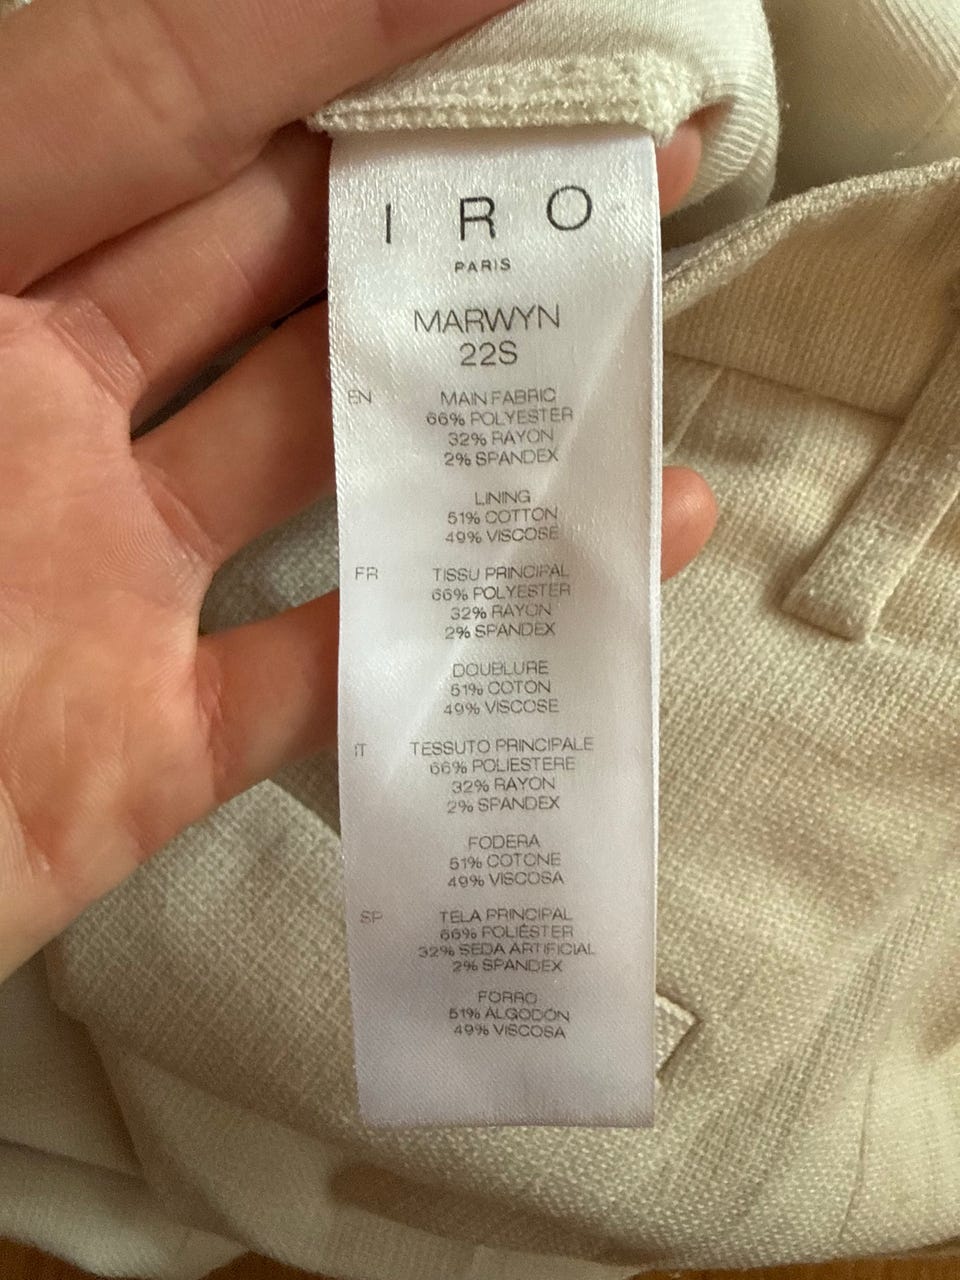 I R O
PARIS
MARWYN
22S
EN
MAIN FABRIC
66% POLYESTER
32% RAYON
2% SPANDEX
LINING
51% COTTON
49% VISCOSE
FR
TISSU PRINCIPAL
66% POLYESTER
32% RAYON
2% SPANDEX
DOUBLURE
51% COTON
49% VISCOSE
IT
TESSUTO PRINCIPALE
66% POLIESTERE
32% RAYON
2% SPANDEX
FODERA
51% COTONE
49% VISCOSA
SP
TELA PRINCIPAL
66% POLIÉSTER
32% SEDA ARTIFICIAL
2% SPANDEX
FORRO
51% ALGODÓN
49% VISCOSA